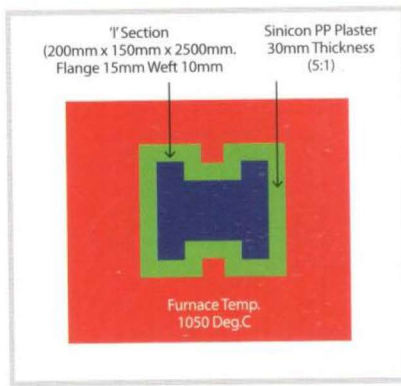 'I' Section
(200mm x 150mm x 2500mm.
Flange 15mm Weft 10mm
Sinicon PP Plaster
30mm Thickness
(5:1)
Furnace Temp.
1050 Deg.C